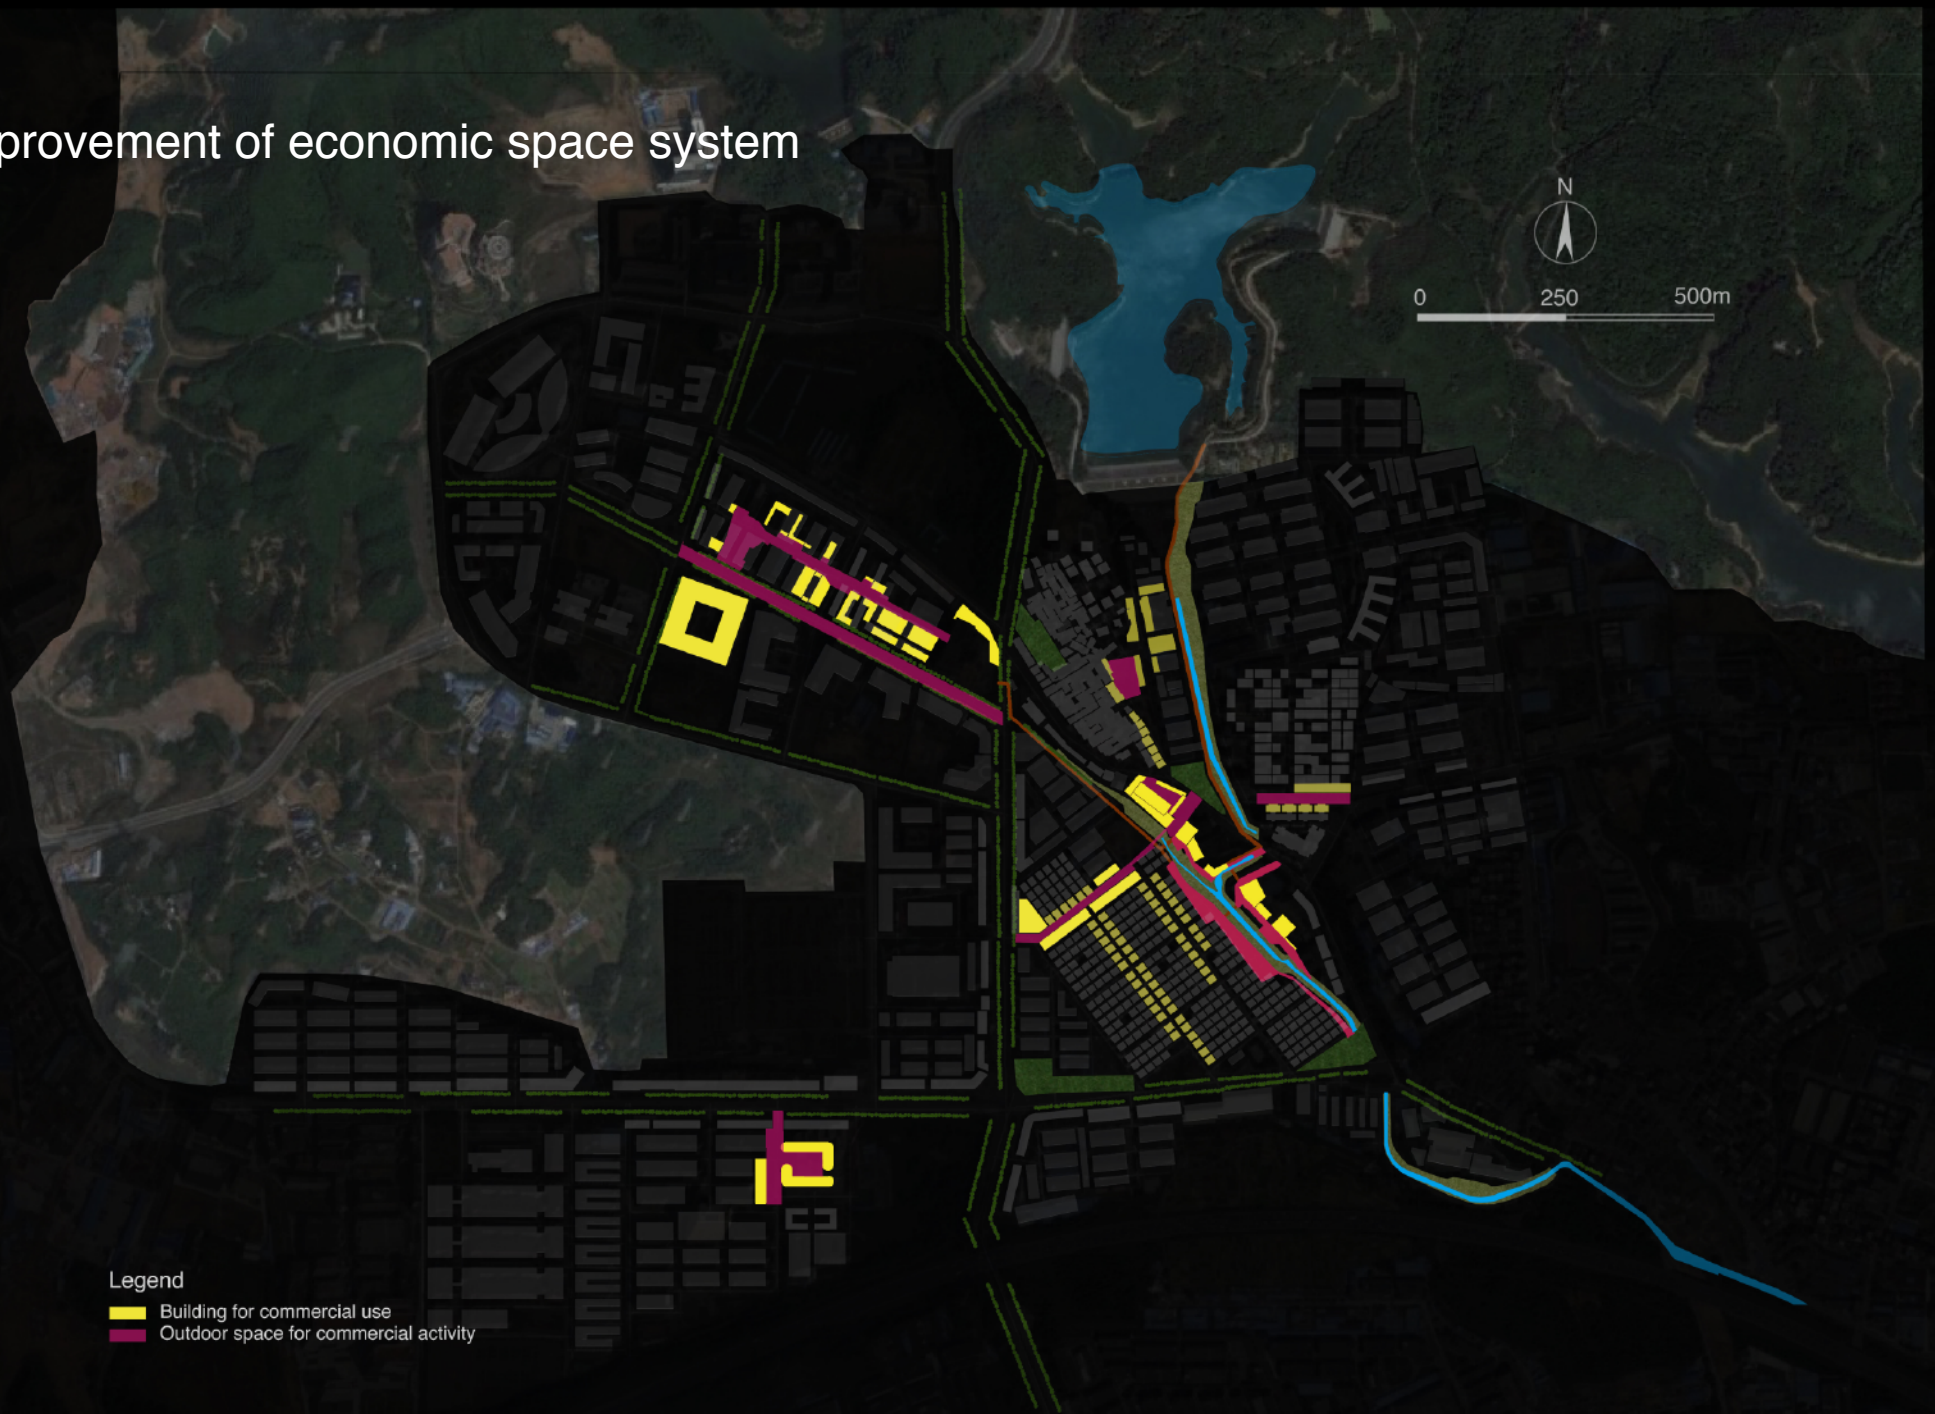 provement of economic space system
N
0 250 500m
Legend
Building for commercial use
Outdoor space for commercial activity